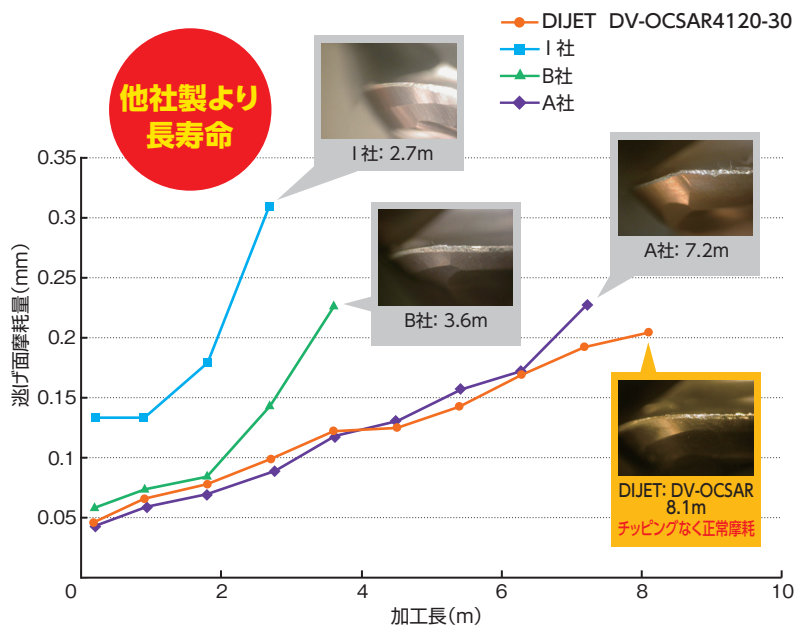 DIJET DV-OCSAR4120-30
I 社
B社
A社
他社製より
長寿命
I 社: 2.7m
A社: 7.2m
B社: 3.6m
DIJET: DV-OCSAR
8.1m
チッピングなく正常摩耗
逃げ面摩耗量(mm)
0.35
0.3
0.25
0.2
0.15
0.1
0.05
0
2
4
6
8
10
加工長(m)